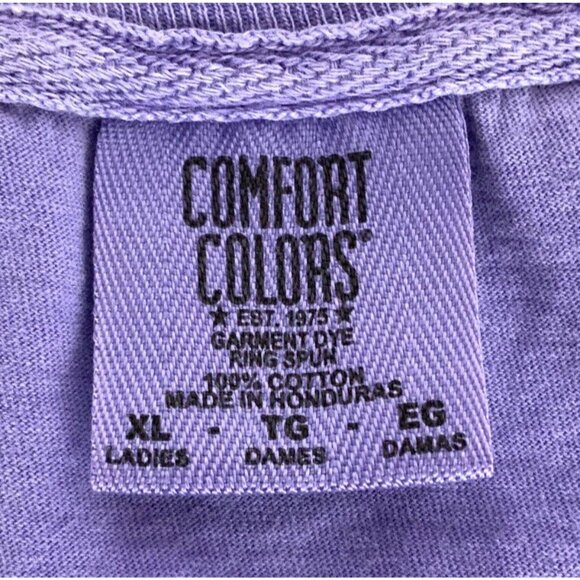 COMFORT
COLORS®
★ EST. 1975 ★
GARMENT DYE
RING SPUN
100% COTTON
MADE IN HONDURAS
XL - TG - EG
LADIES DAMES DAMAS